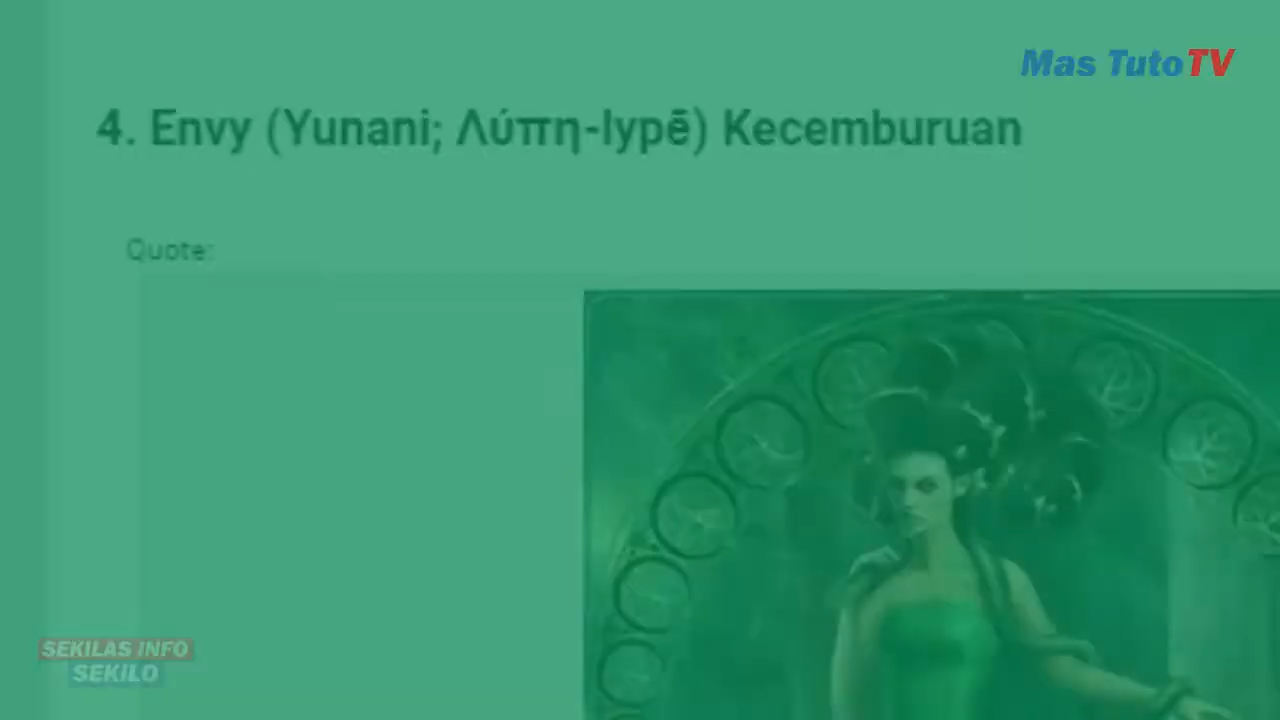 Mas TutoTV
4. Envy (Yunani; Λύπη-lypē) Kecemburuan
Quote:
SEKILAS INFO
SEKILO